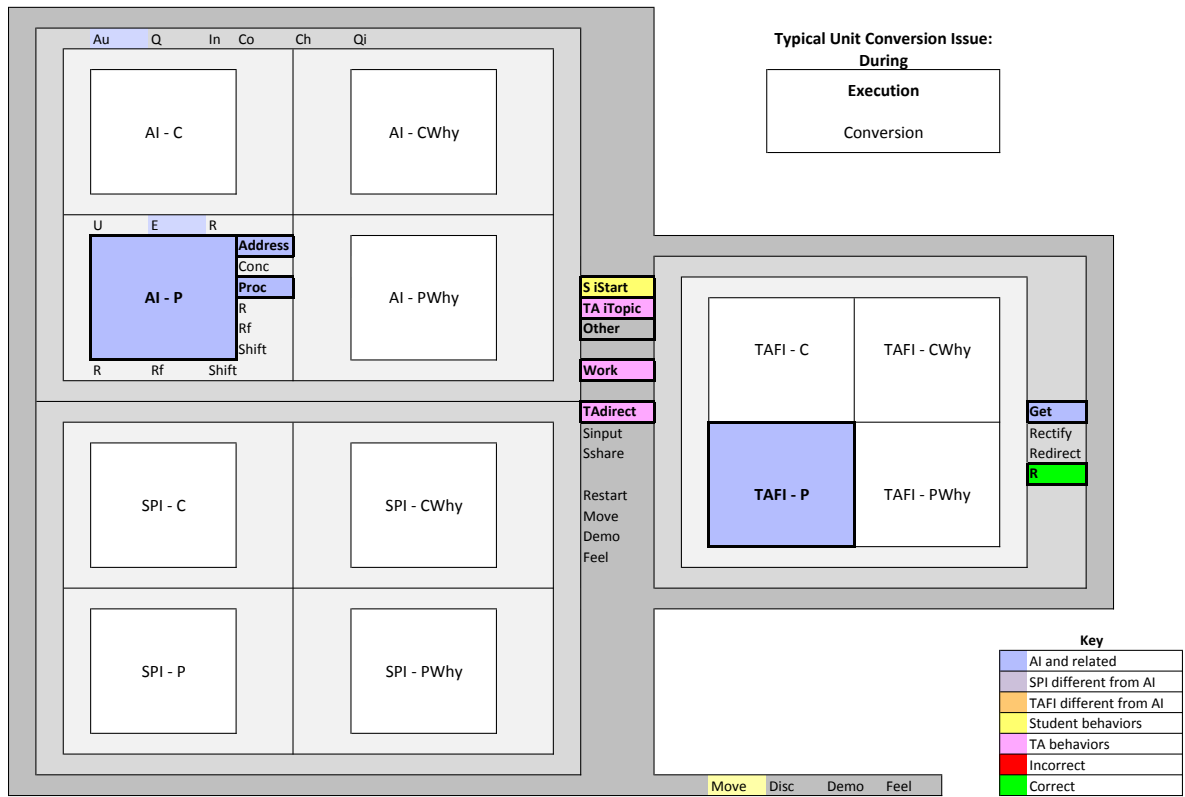 Typical Unit Conversion Issue:
During
Execution
Conversion
Au Q In Co Ch Qi
AI - C
AI - CWhy
U E R
AI - P
Address
Conc
Proc
R
Rf
Shift
R Rf Shift
AI - PWhy
SPI - C
SPI - CWhy
SPI - P
SPI - PWhy
S iStart
TA iTopic
Other
Work
TAdirect
Sinput
Sshare
Restart
Move
Demo
Feel
TAFI - C
TAFI - CWhy
TAFI - P
TAFI - PWhy
Get
Rectify
Redirect
R
Move Disc Demo Feel
Key
AI and related
SPI different from AI
TAFI different from AI
Student behaviors
TA behaviors
Incorrect
Correct